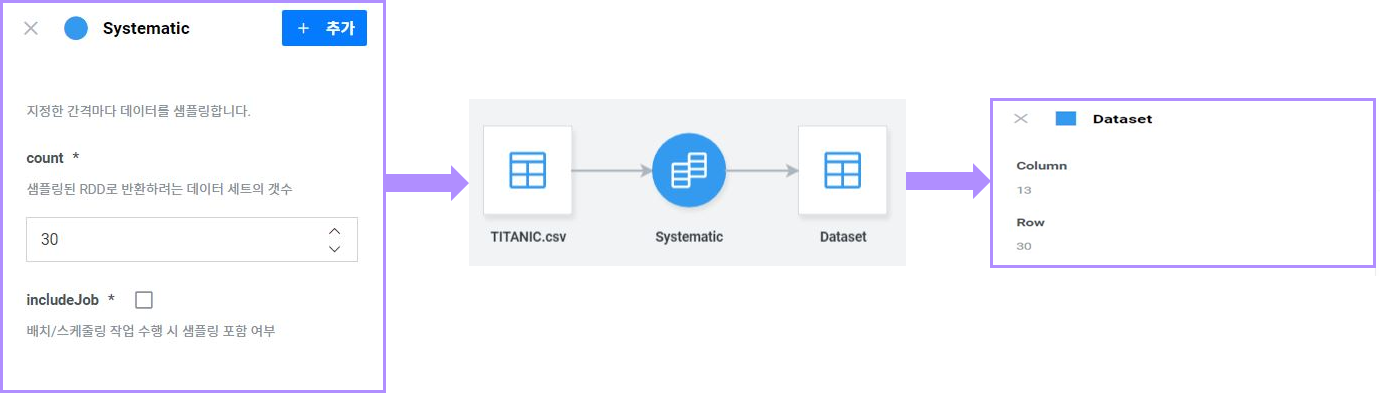 Systematic
+ 추가
지정한 간격마다 데이터를 샘플링합니다.
count *
샘플링된 RDD로 반환하려는 데이터 세트의 갯수
30
includeJob *
배치/스케줄링 작업 수행 시 샘플링 포함 여부
TITANIC.csv
Systematic
Dataset
Dataset
Column
13
Row
30